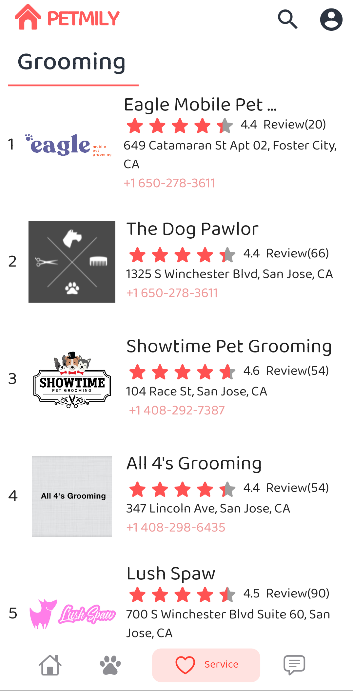 PETMILY
Grooming
Eagle Mobile Pet ...
4.4 Review(20)
1
eagle
649 Catamaran St Apt 02, Foster City,
CA
+1 650-278-3611
The Dog Pawlor
4.4 Review(66)
2
1325 S Winchester Blvd, San Jose, CA
+1 650-278-3611
Showtime Pet Grooming
4.6 Review(54)
3
SHOWTIME
PET GROOMING
104 Race St, San Jose, CA
+1 408-292-7387
All 4's Grooming
4.4 Review(54)
4
All 4's Grooming
347 Lincoln Ave, San Jose, CA
+1 408-298-6435
Lush Spaw
4.5 Review(90)
5
Lush Spaw
700 S Winchester Blvd Suite 60, San
Jose, CA
Service